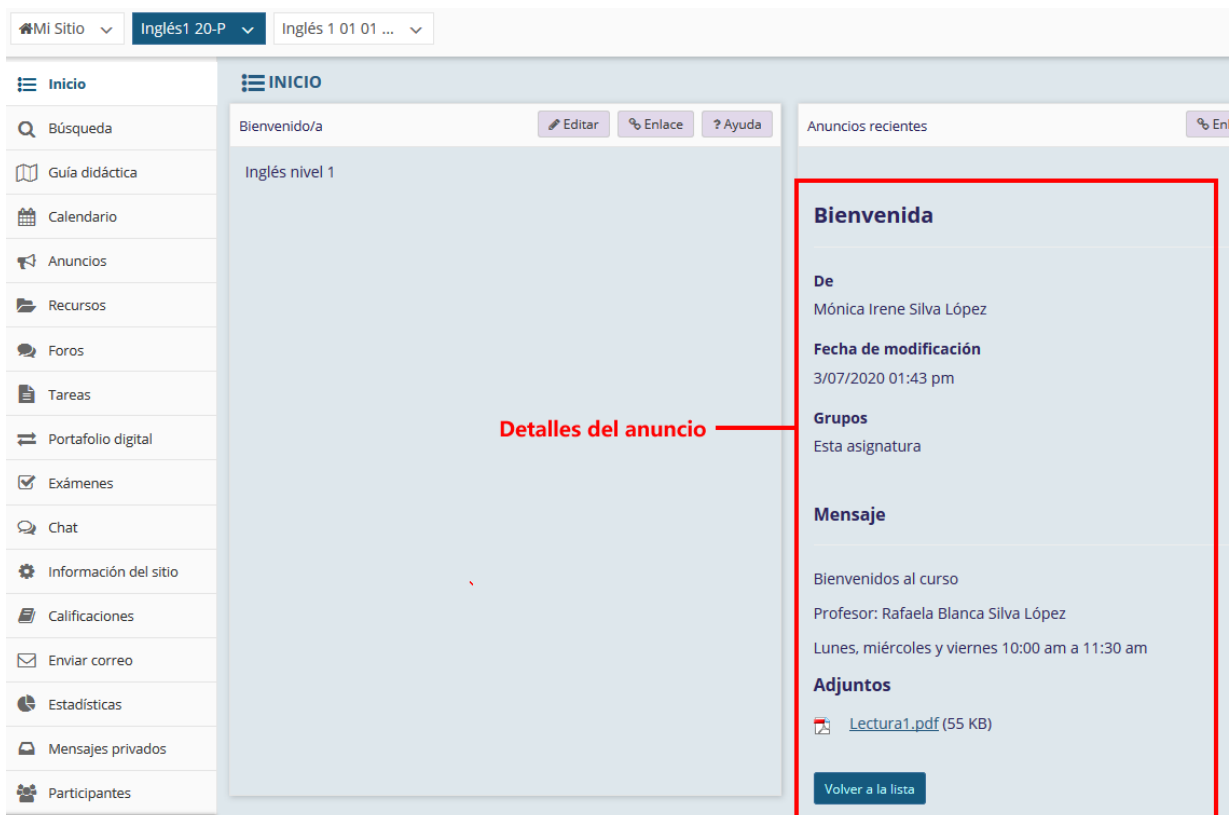 Mi Sitio
Inglés1 20-P
Inglés 1 01 01 ...
Inicio
Búsqueda
Guía didáctica
Calendario
Anuncios
Recursos
Foros
Tareas
Portafolio digital
Exámenes
Chat
Información del sitio
Calificaciones
Enviar correo
Estadísticas
Mensajes privados
Participantes
INICIO
Bienvenido/a
Editar
Enlace
? Ayuda
Inglés nivel 1
Detalles del anuncio
Anuncios recientes
Bienvenida
De
Mónica Irene Silva López
Fecha de modificación
3/07/2020 01:43 pm
Grupos
Esta asignatura
Mensaje
Bienvenidos al curso
Profesor: Rafaela Blanca Silva López
Lunes, miércoles y viernes 10:00 am a 11:30 am
Adjuntos
Lectura1.pdf (55 KB)
Volver a la lista